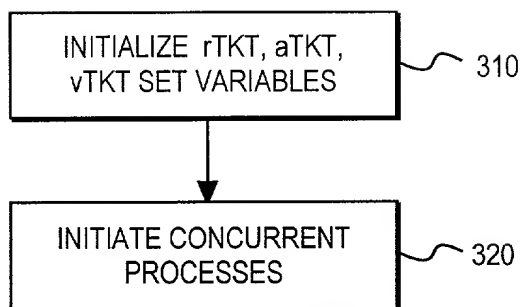 INITIALIZE rTKT, aTKT,
vTKT SET VARIABLES
310
INITIATE CONCURRENT
PROCESSES
320